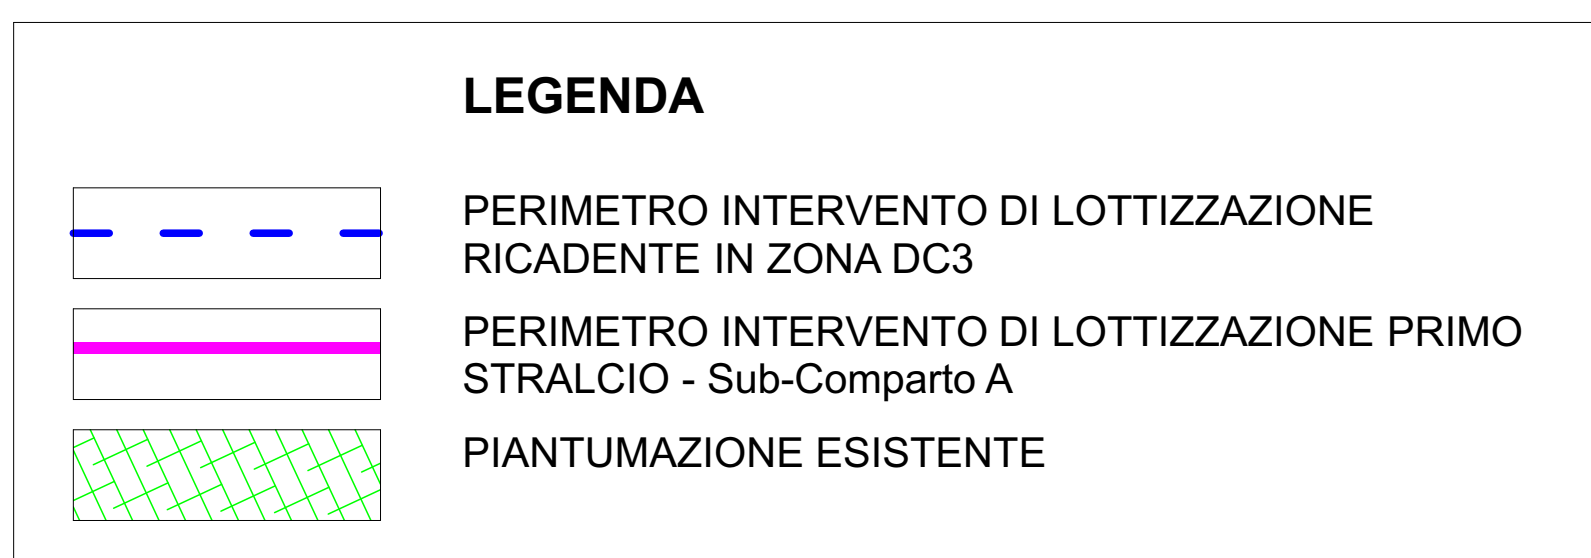 LEGENDA
PERIMETRO INTERVENTO DI LOTTIZZAZIONE
RICADENTE IN ZONA DC3
PERIMETRO INTERVENTO DI LOTTIZZAZIONE PRIMO
STRALCIO - Sub-Comparto A
PIANTUMAZIONE ESISTENTE